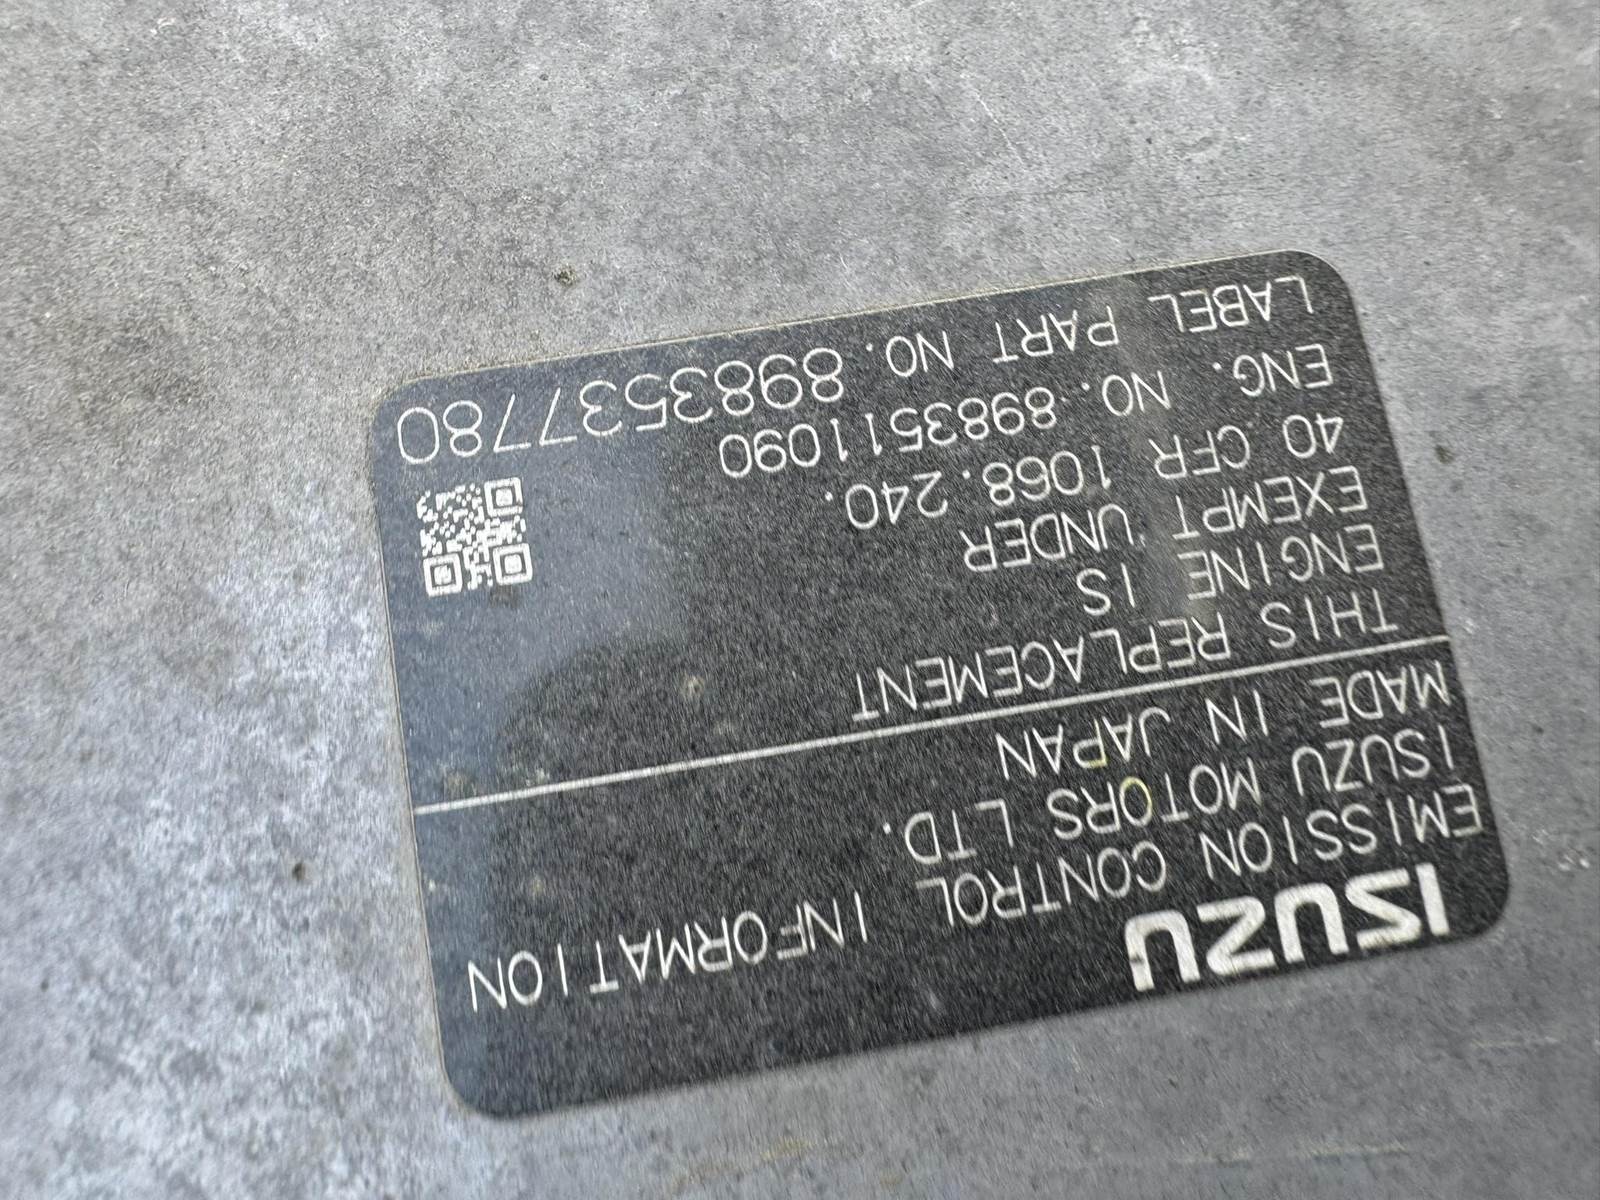 ISUZU
EMISSION CONTROL INFORMATION
ISUZU MOTORS LTD.
MADE IN JAPAN
THIS REPLACEMENT
ENGINE IS
EXEMPT UNDER
40 CFR 1068.240.
ENG. NO.8983511090
LABEL PART NO.8983537780